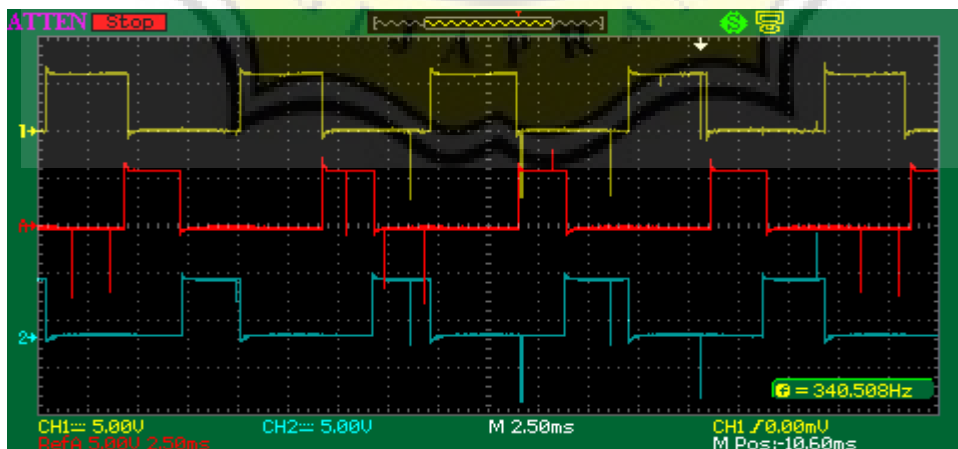 ATTEN Stop
J A P R A
1
A
2
f = 340.508Hz
CH1 5.00V CH2 5.00V M 2.50ms CH1 0.00mV
RefA 5.00V 2.50ms M Pos:-10.60ms